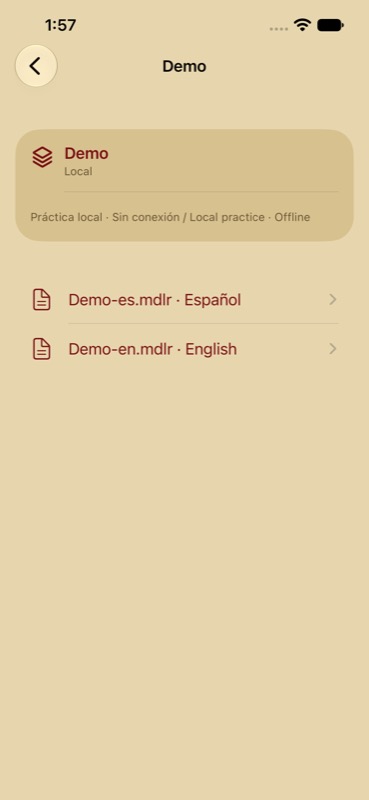 1:57
Demo
Demo
Local
Práctica local · Sin conexión / Local practice · Offline
Demo-es.mdlr · Español
Demo-en.mdlr · English